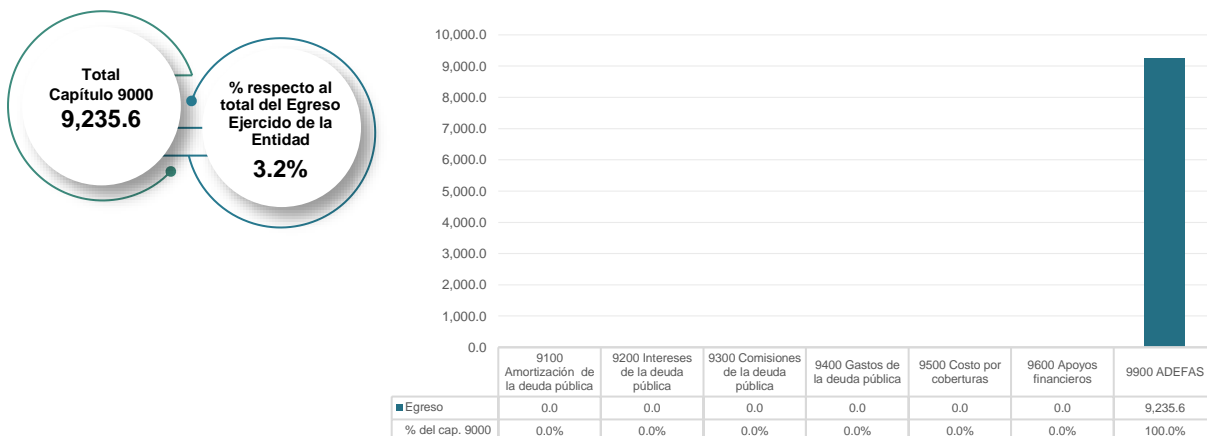 Total
Capítulo 9000
9,235.6
% respecto al
total del Egreso
Ejercido de la
Entidad
3.2%
10,000.0
9,000.0
8,000.0
7,000.0
6,000.0
5,000.0
4,000.0
3,000.0
2,000.0
1,000.0
0.0
9100
Amortización de
la deuda pública
9200 Intereses
de la deuda
pública
9300 Comisiones
de la deuda
pública
9400 Gastos de
la deuda pública
9500 Costo por
coberturas
9600 Apoyos
financieros
9900 ADEFAS
Egreso 0.0 0.0 0.0 0.0 0.0 0.0 9,235.6
% del cap. 9000 0.0% 0.0% 0.0% 0.0% 0.0% 0.0% 100.0%